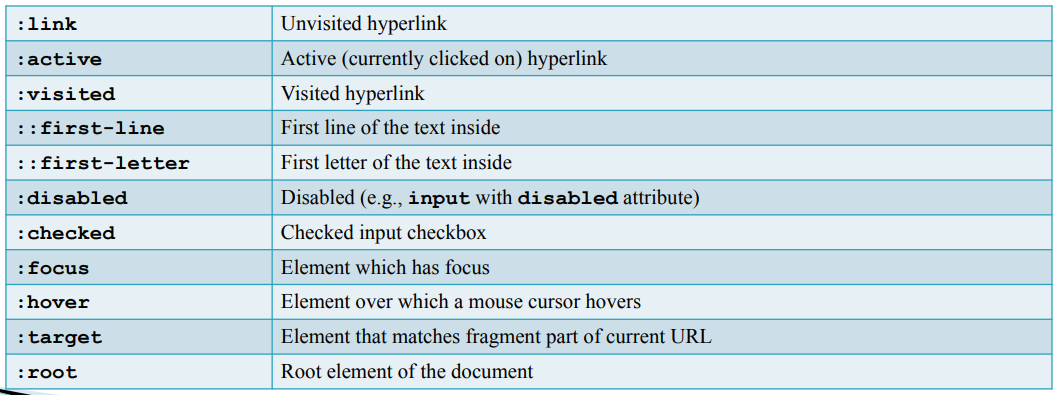 :link Unvisited hyperlink
:active Active (currently clicked on) hyperlink
:visited Visited hyperlink
::first-line First line of the text inside
::first-letter First letter of the text inside
:disabled Disabled (e.g., input with disabled attribute)
:checked Checked input checkbox
:focus Element which has focus
:hover Element over which a mouse cursor hovers
:target Element that matches fragment part of current URL
:root Root element of the document